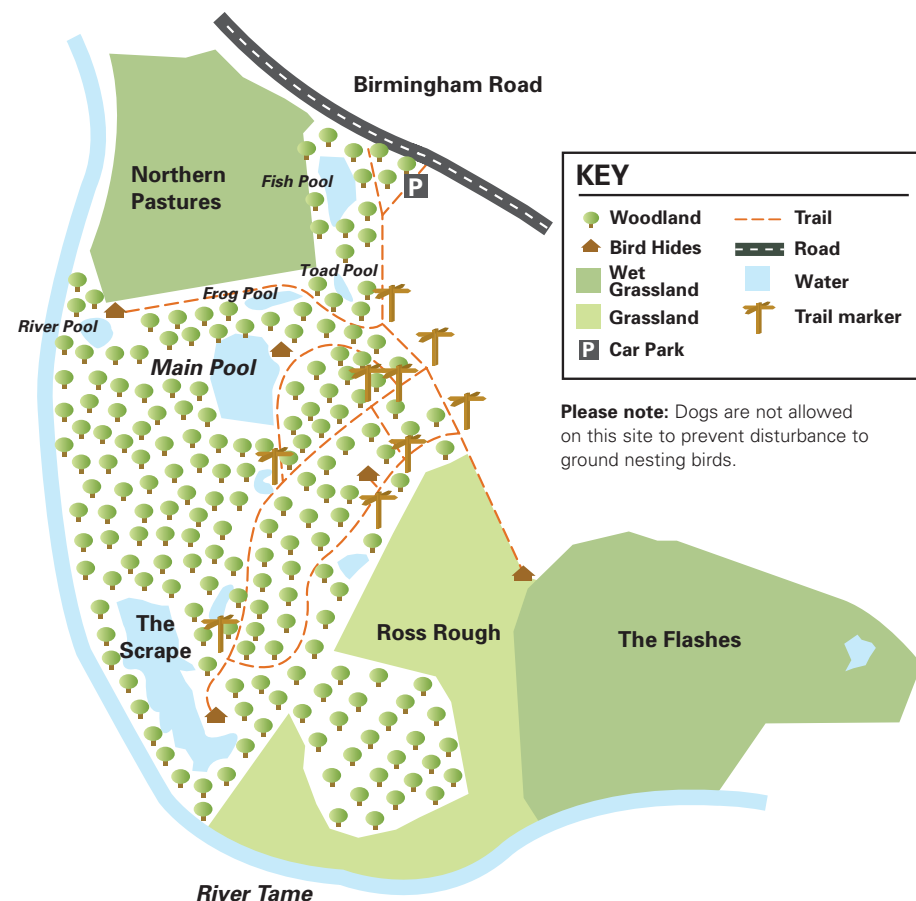 Birmingham Road
Northern
Pastures
Fish Pool
P
Toad Pool
Frog Pool
River Pool
Main Pool
The
Scrape
Ross Rough
The Flashes
River Tame
KEY
Woodland
Bird Hides
Wet
Grassland
Grassland
P Car Park
Trail
Road
Water
Trail marker
Please note: Dogs are not allowed
on this site to prevent disturbance to
ground nesting birds.